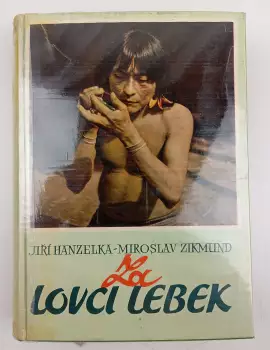 JIŘÍ HANZELKA-MIROSLAV ZIKMUND
Za
LOVCI LEBEK